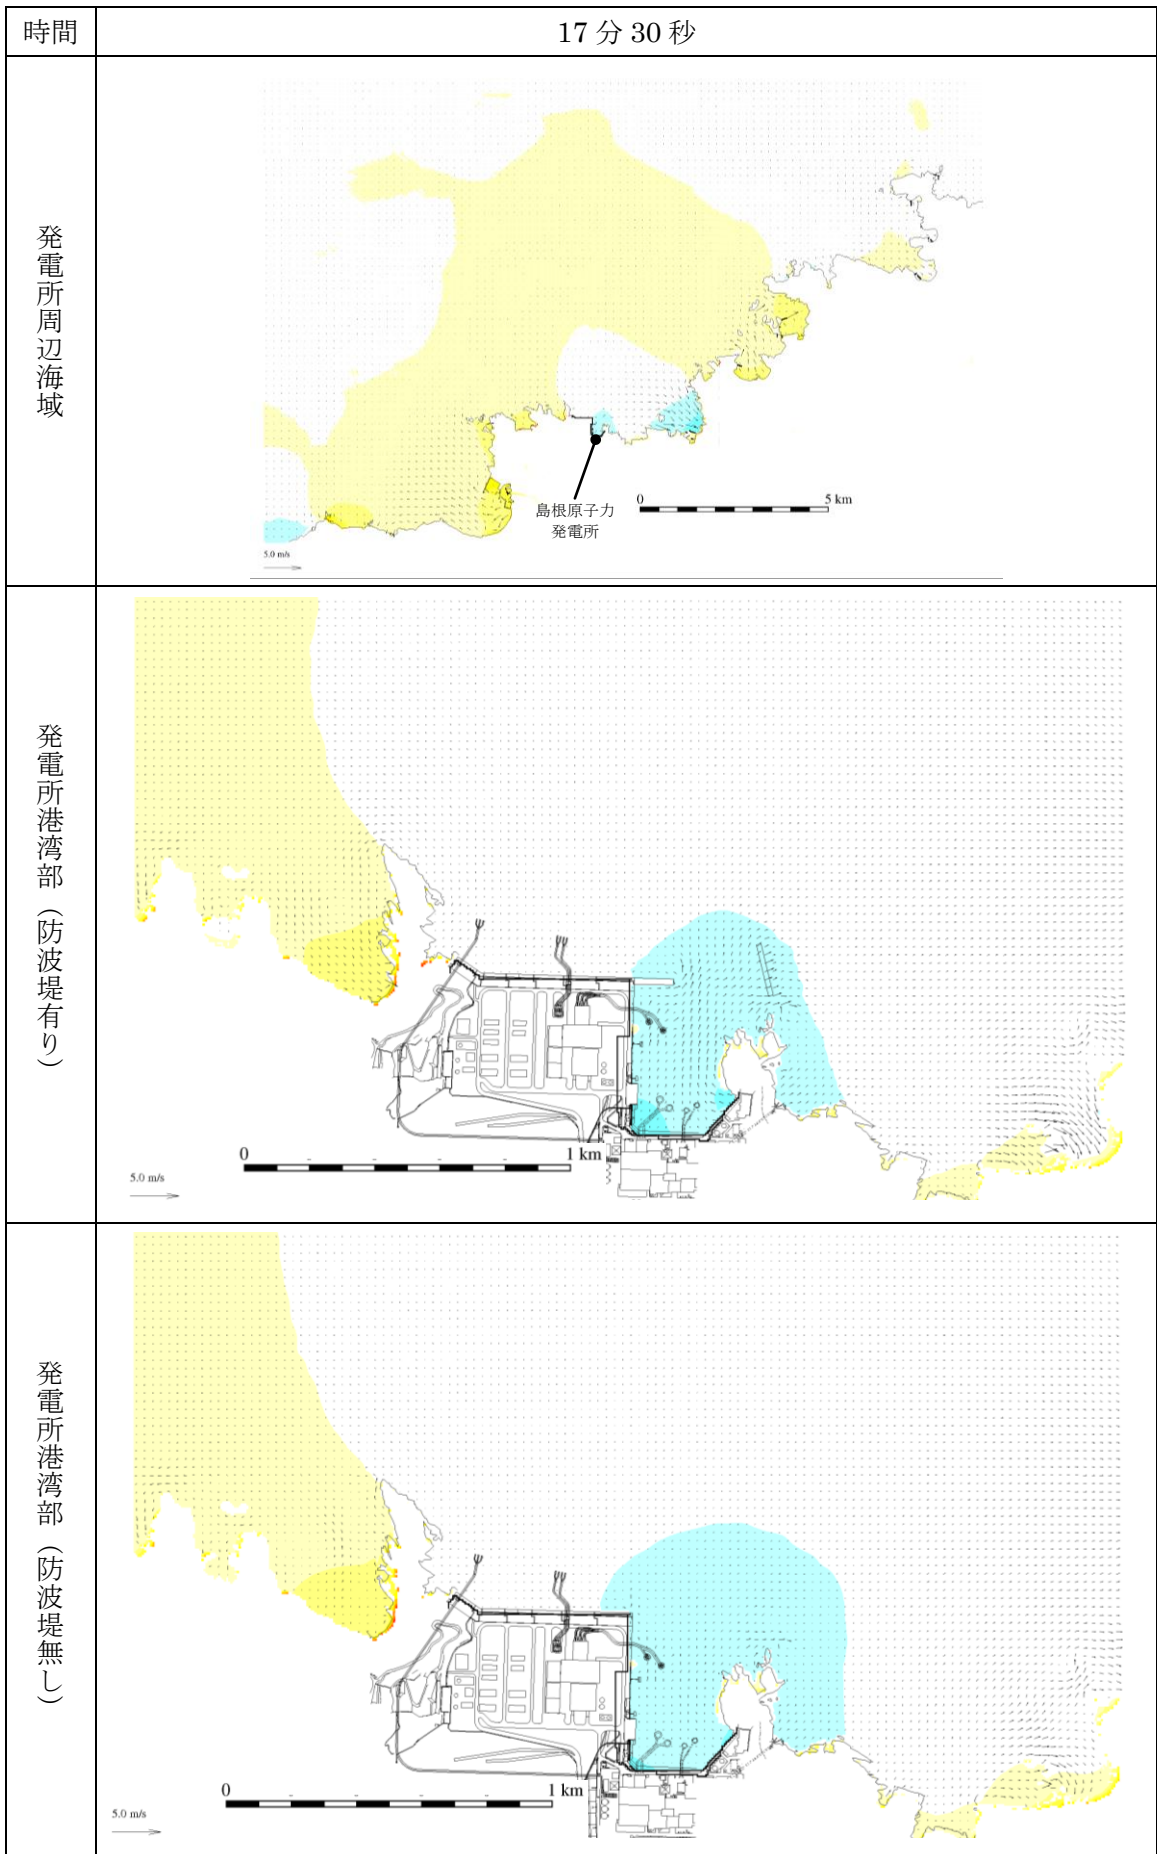 時間
17分30秒
発電所周辺海域
島根原子力
発電所
0
5 km
5.0 m/s
発電所港湾部（防波堤有り）
0
1 km
5.0 m/s
発電所港湾部（防波堤無し）
0
1 km
5.0 m/s